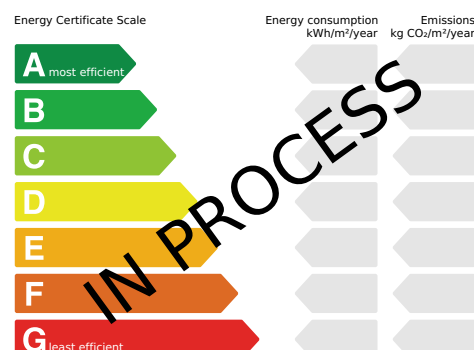 Energy Certificate Scale
Energy consumption
kWh/m²/year
Emissions
kg CO₂/m²/year
A most efficient
B
C
D
E
F
G least efficient
IN PROCESS